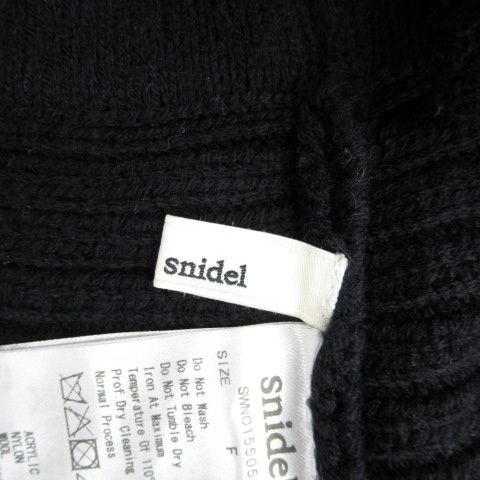 snidel
snidel
SWNO15505
SIZE F
Do Not Wash
Do Not Bleach
Do Not Tumble Dry
Iron At Maximum
Temperature Of 110°
Prof.Dry Cleaning
Normal Process
ACRYLIC
NYLON
WOOL